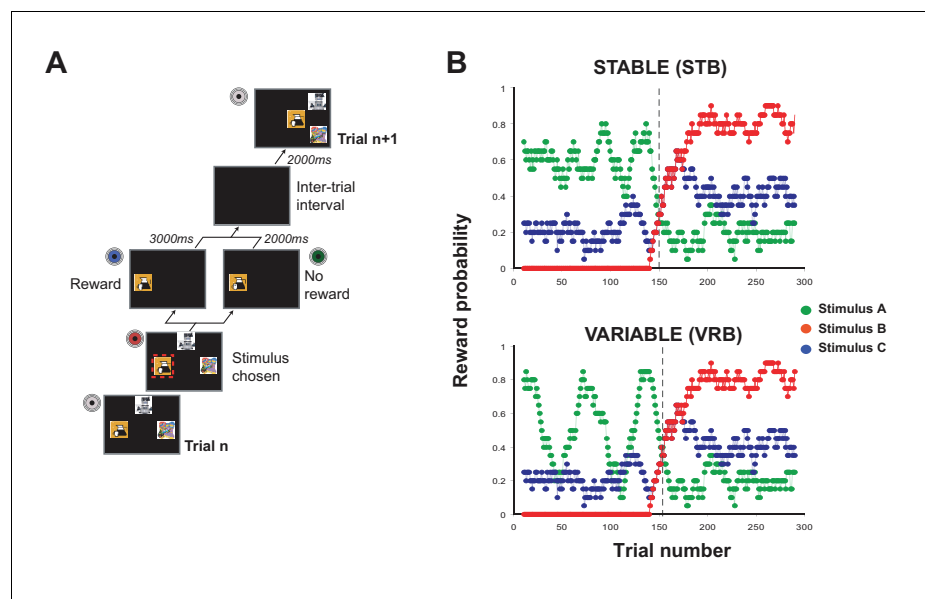 A
Trial n+1
2000ms
Inter-trial
interval
3000ms
2000ms
Reward
No
reward
Stimulus
chosen
Trial n
B
STABLE (STB)
1
0.8
0.6
0.4
0.2
0
0
50
100
150
200
250
300
Reward probability
Stimulus A
Stimulus B
Stimulus C
VARIABLE (VRB)
1
0.8
0.6
0.4
0.2
0
0
50
100
150
200
250
300
Trial number